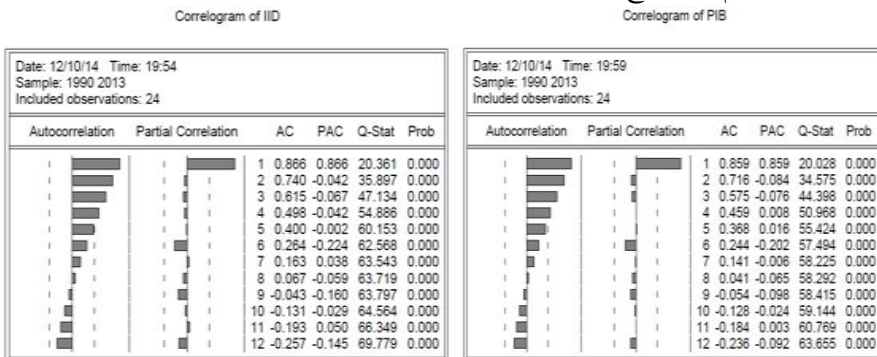 Correlogram of IID
Date: 12/10/14 Time: 19:54
Sample: 1990 2013
Included observations: 24
Autocorrelation Partial Correlation AC PAC Q-Stat Prob
1 0.866 0.866 20.361 0.000
2 0.740 -0.042 35.897 0.000
3 0.615 -0.067 47.134 0.000
4 0.498 -0.042 54.886 0.000
5 0.400 -0.002 60.153 0.000
6 0.264 -0.224 62.568 0.000
7 0.163 0.038 63.543 0.000
8 0.067 -0.059 63.719 0.000
9 -0.043 -0.160 63.797 0.000
10 -0.131 -0.029 64.564 0.000
11 -0.193 0.050 66.349 0.000
12 -0.257 -0.145 69.779 0.000
Correlogram of PIB
Date: 12/10/14 Time: 19:59
Sample: 1990 2013
Included observations: 24
Autocorrelation Partial Correlation AC PAC Q-Stat Prob
1 0.859 0.859 20.028 0.000
2 0.716 -0.084 34.575 0.000
3 0.575 -0.076 44.398 0.000
4 0.459 0.008 50.968 0.000
5 0.368 0.016 55.424 0.000
6 0.244 -0.202 57.494 0.000
7 0.141 -0.006 58.225 0.000
8 0.041 -0.065 58.292 0.000
9 -0.054 -0.098 58.415 0.000
10 -0.128 -0.024 59.144 0.000
11 -0.184 0.003 60.769 0.000
12 -0.236 -0.092 63.655 0.000